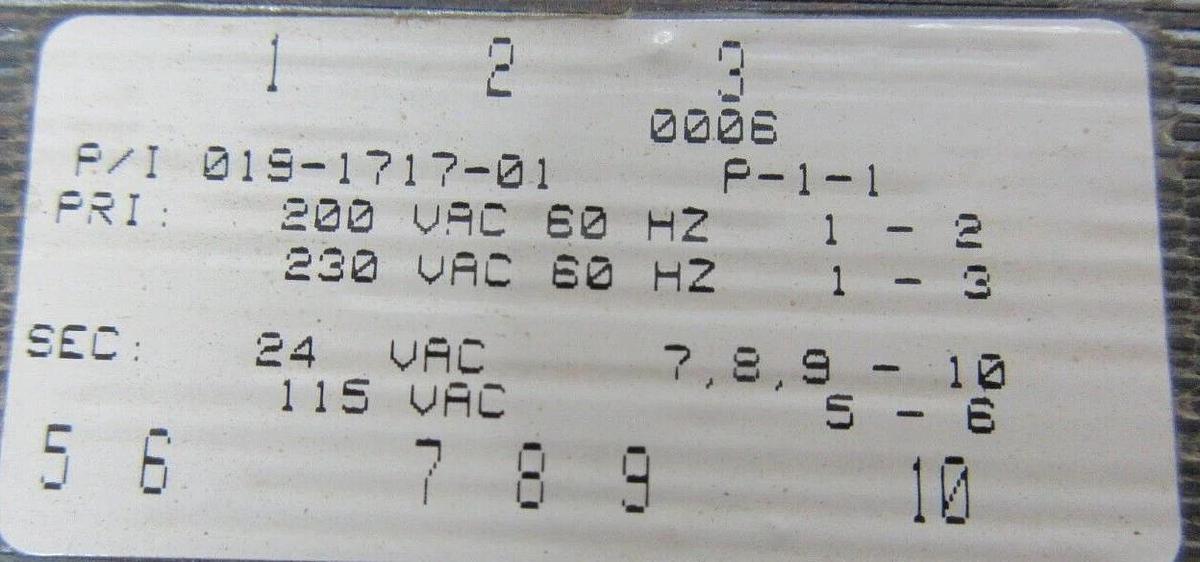 1 2 3
0006
P/I 019-1717-01 P-1-1
PRI: 200 VAC 60 HZ 1 - 2
230 VAC 60 HZ 1 - 3
SEC: 24 VAC 7,8,9 - 10
115 VAC 5 - 6
5 6 7 8 9 10